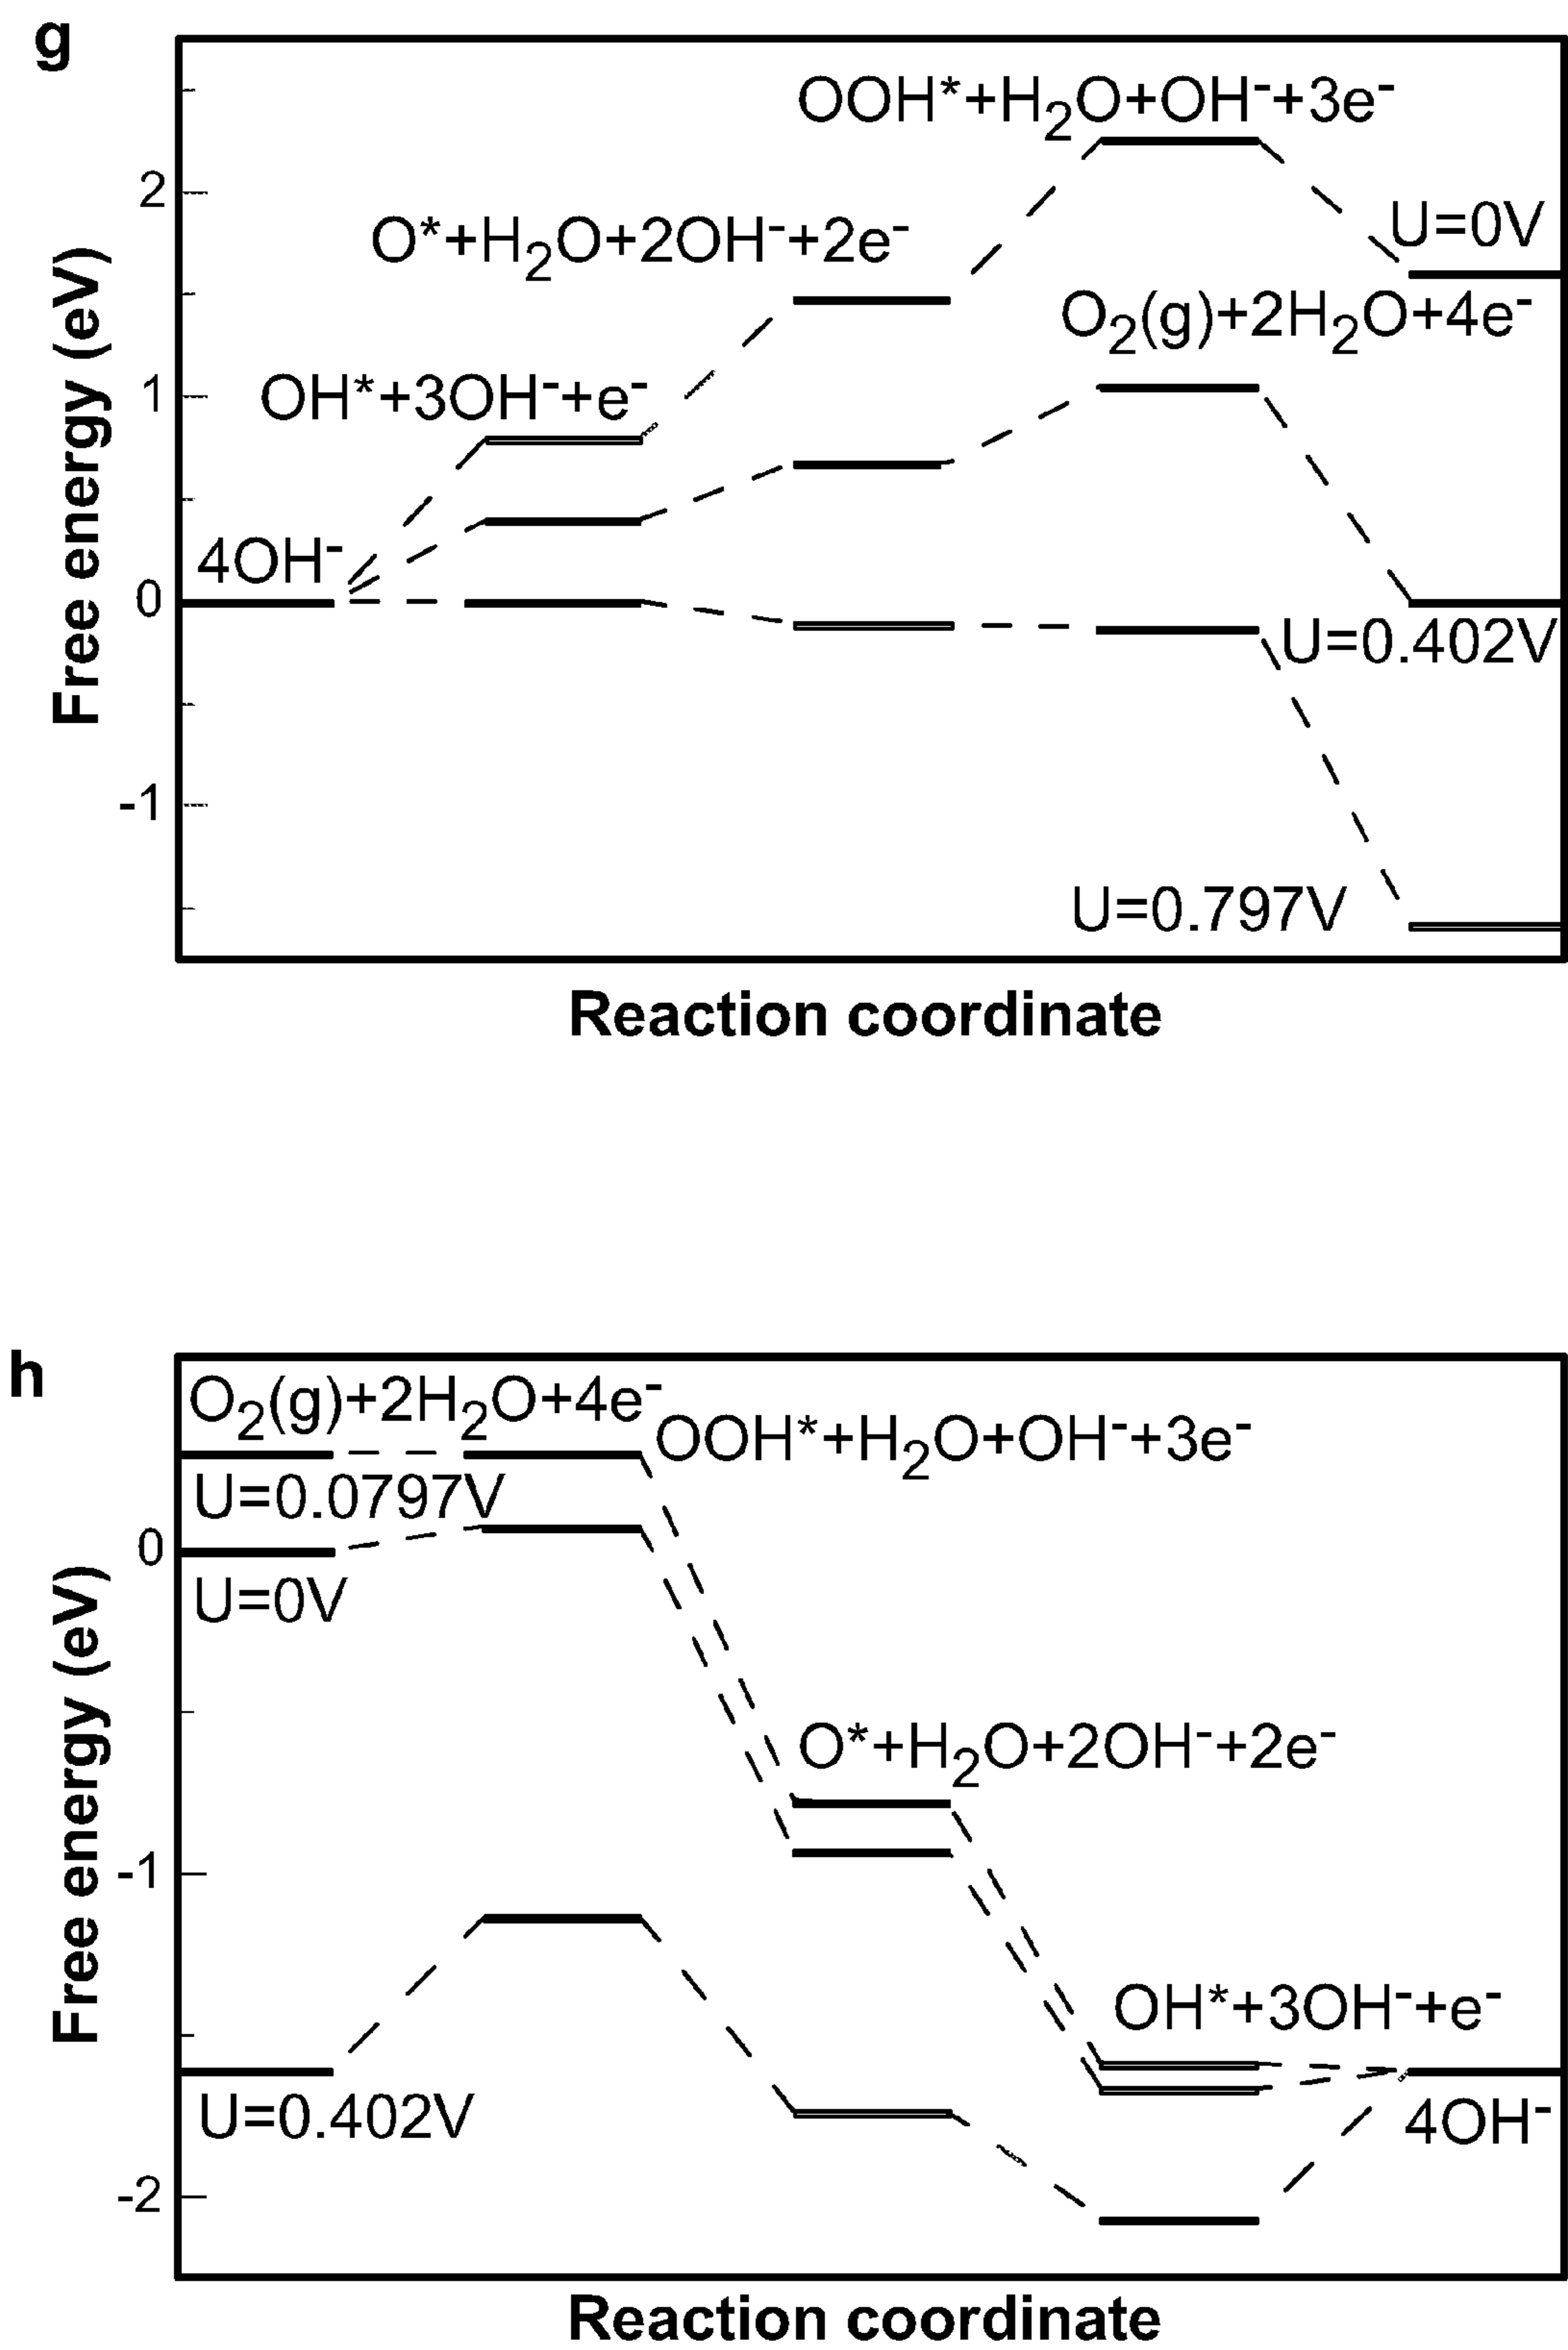 g
OOH*+H₂O+OH⁻+3e⁻
2
O*+H₂O+2OH⁻+2e⁻
U=0V
O₂(g)+2H₂O+4e⁻
1
OH*+3OH⁻+e⁻
4OH⁻
0
U=0.402V
-1
U=0.797V
Free energy (eV)
Reaction coordinate
h
O₂(g)+2H₂O+4e⁻
OOH*+H₂O+OH⁻+3e⁻
U=0.0797V
0
U=0V
O*+H₂O+2OH⁻+2e⁻
-1
OH*+3OH⁻+e⁻
U=0.402V
4OH⁻
-2
Free energy (eV)
Reaction coordinate